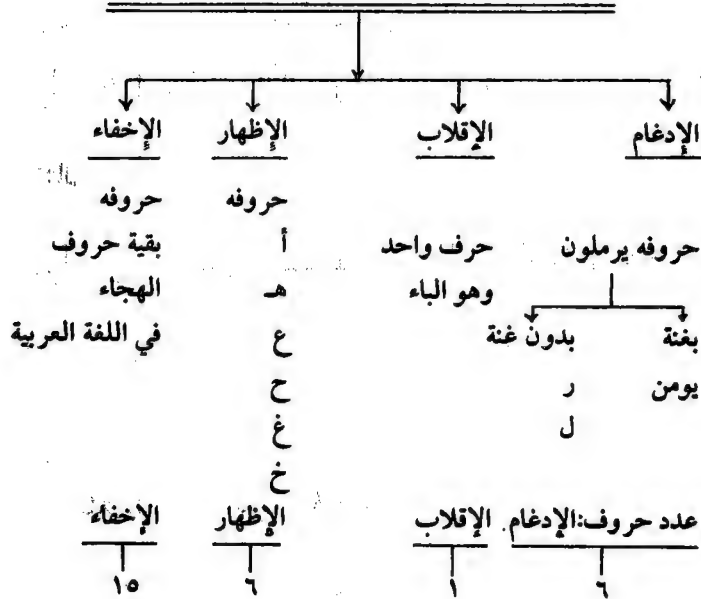 الإدغام الإقلاب الإظهار الإخفاء
حروفه حروفه
حروفه يرملون حرف واحد أ بقية حروف
وهو الباء هـ الهجاء
بغنة بدون غنة ع في اللغة العربية
يومن ر ح
ل غ
خ
عدد حروف:الإدغام الإقلاب الإظهار الإخفاء
٦ ١ ٦ ١٥